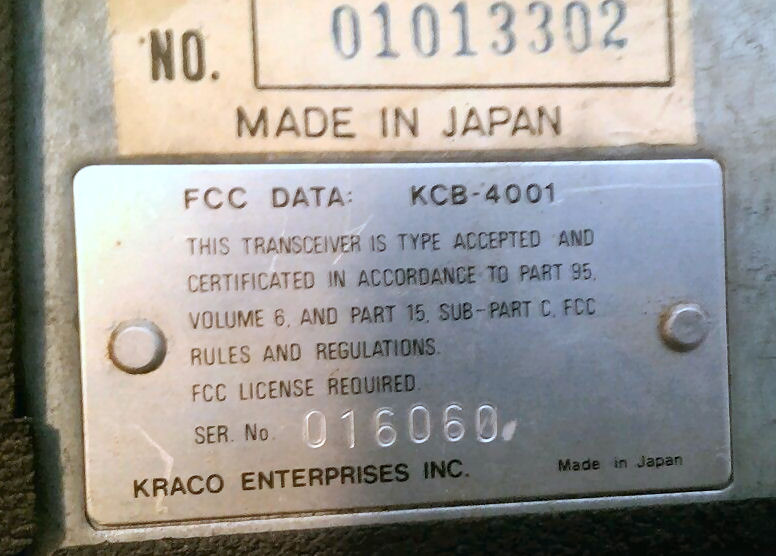 NO. 01013302
MADE IN JAPAN
FCC DATA: KCB-4001
THIS TRANSCEIVER IS TYPE ACCEPTED AND
CERTIFICATED IN ACCORDANCE TO PART 95,
VOLUME 6, AND PART 15, SUB-PART C, FCC
RULES AND REGULATIONS.
FCC LICENSE REQUIRED.
SER. No. 016060
KRACO ENTERPRISES INC. Made in Japan